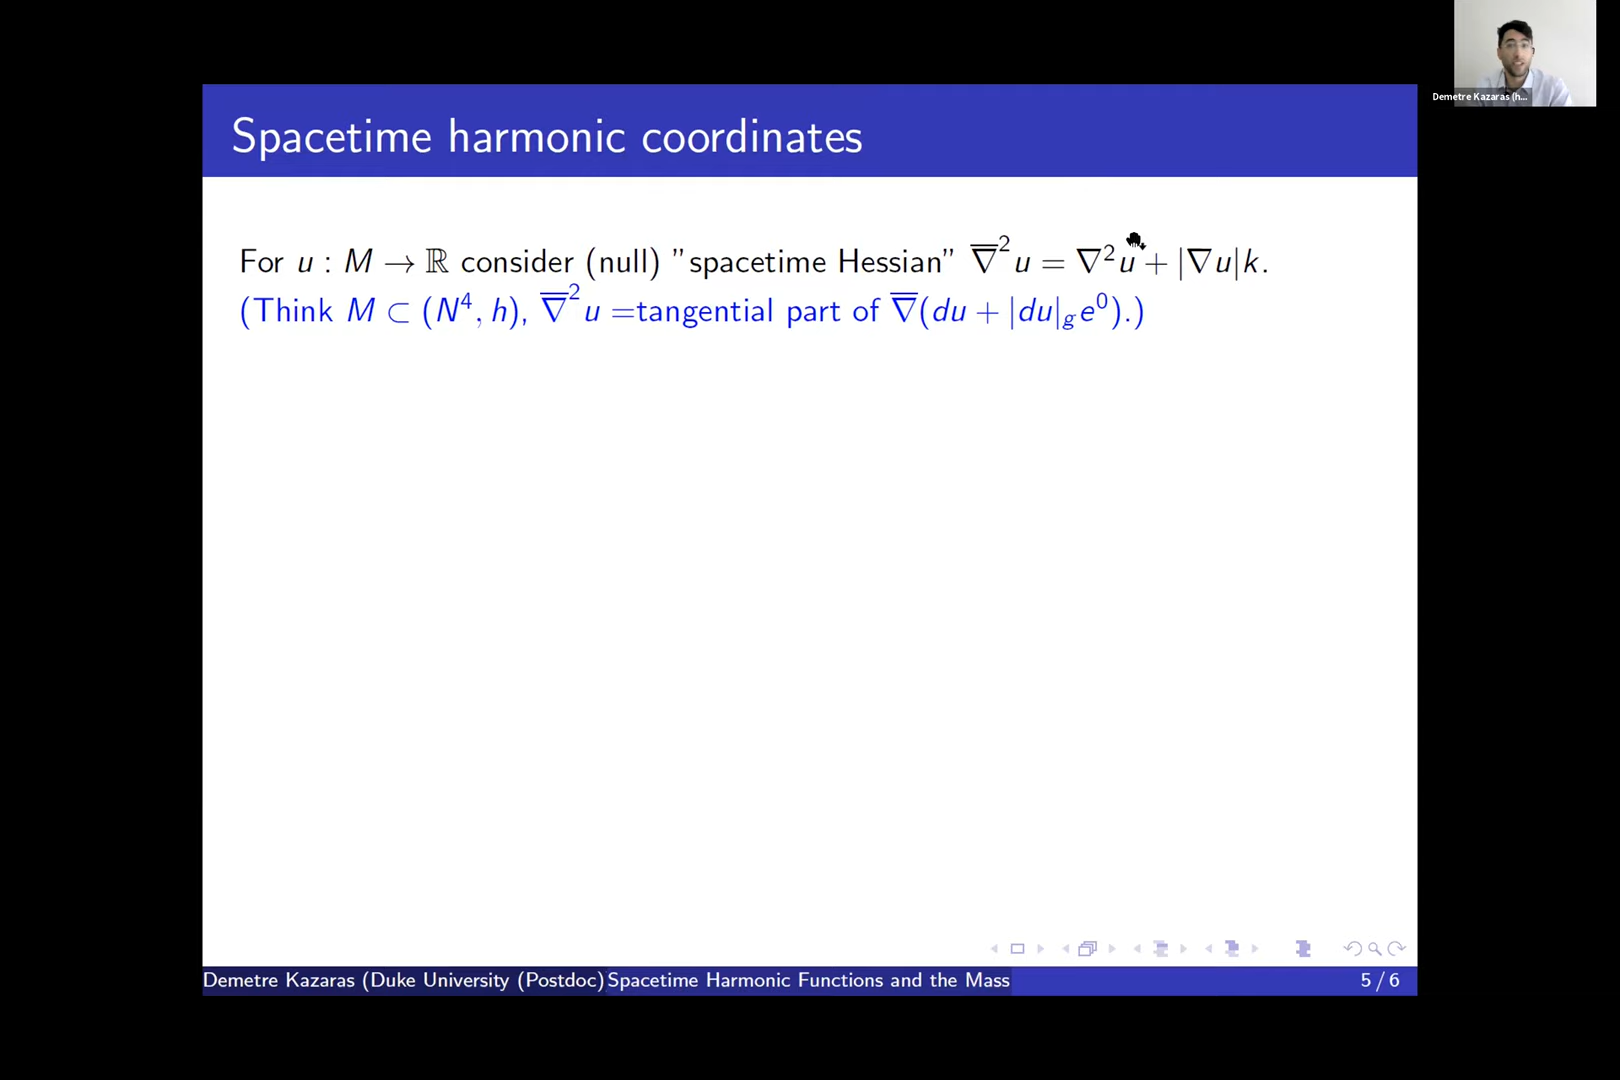 Demetre Kazaras (h...
Spacetime harmonic coordinates
For u : M → ℝ consider (null) ”spacetime Hessian” ∇̅²u = ∇²u + |∇u|k.
(Think M ⊂ (N⁴, h), ∇̅²u =tangential part of ∇̅(du + |du|_g e⁰).)
Demetre Kazaras (Duke University (Postdoc) Spacetime Harmonic Functions and the Mass 5 / 6